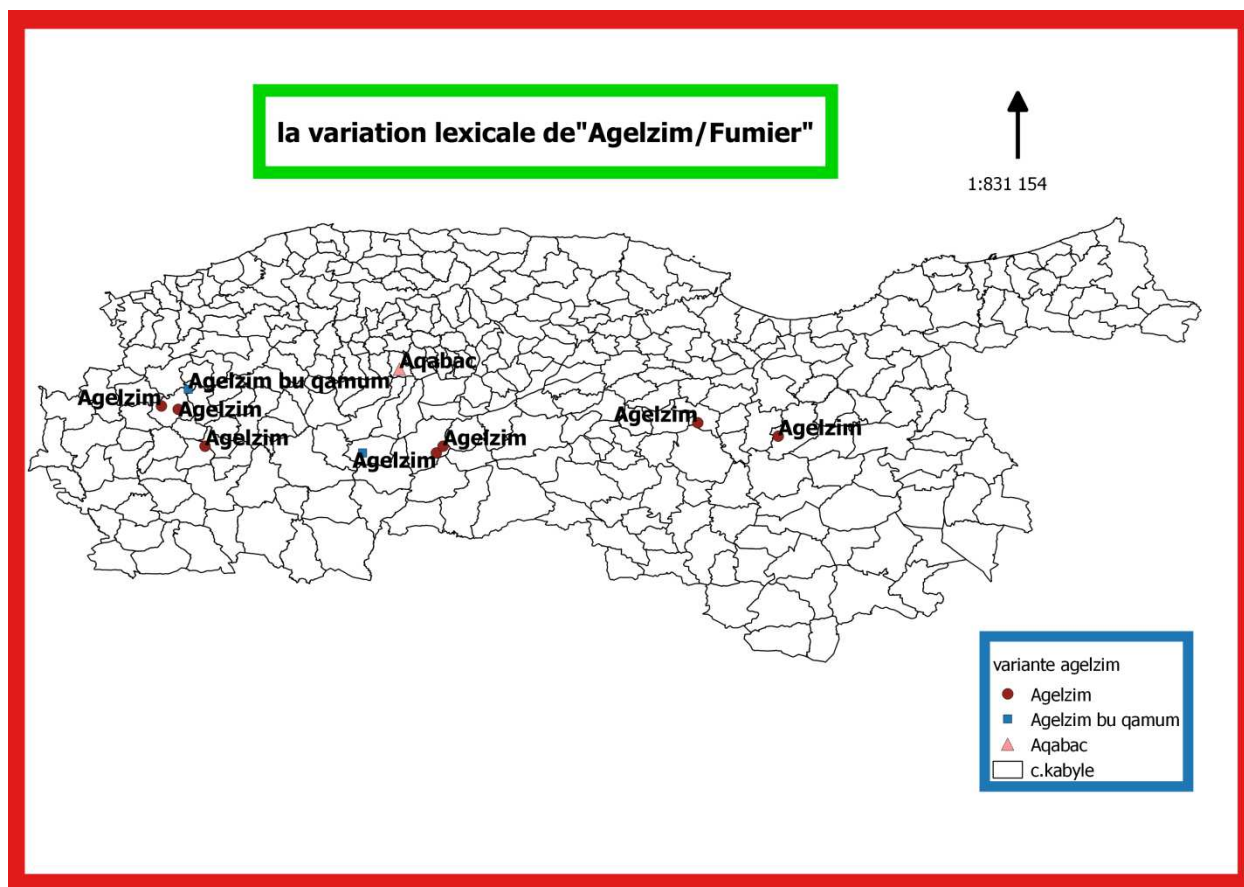 la variation lexicale de"Agelzim/Fumier"
1:831 154
Aqabac
Agelzim bu qamum
Agelzim
Agelzim
Agelzim
Agelzim
Agelzim
Agelzim
Agelzim
variante agelzim
Agelzim
Agelzim bu qamum
Aqabac
c.kabyle